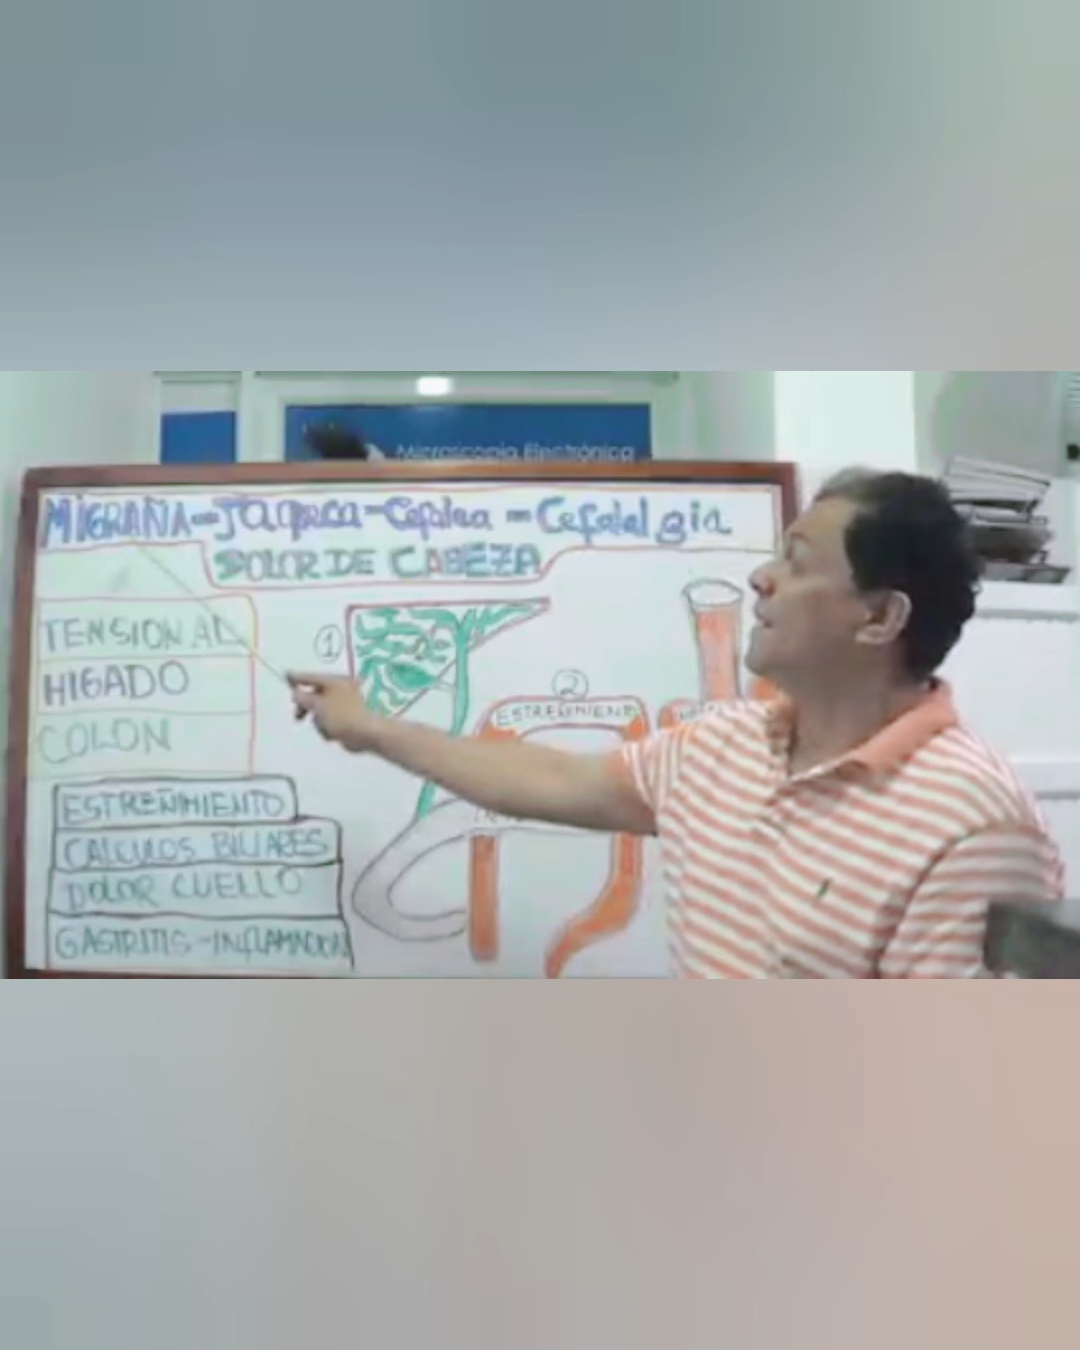 Microscopia Electrónica
MIGRAÑA - Jaqueca - Cefalea - Cefalalgia
DOLOR DE CABEZA
TENSIONAL
HIGADO
COLON
1
2
ESTREÑIMIENTO
ESTREÑIMIENTO
CALCULOS BILIARES
DOLOR CUELLO
GASTRITIS - INFLAMACION